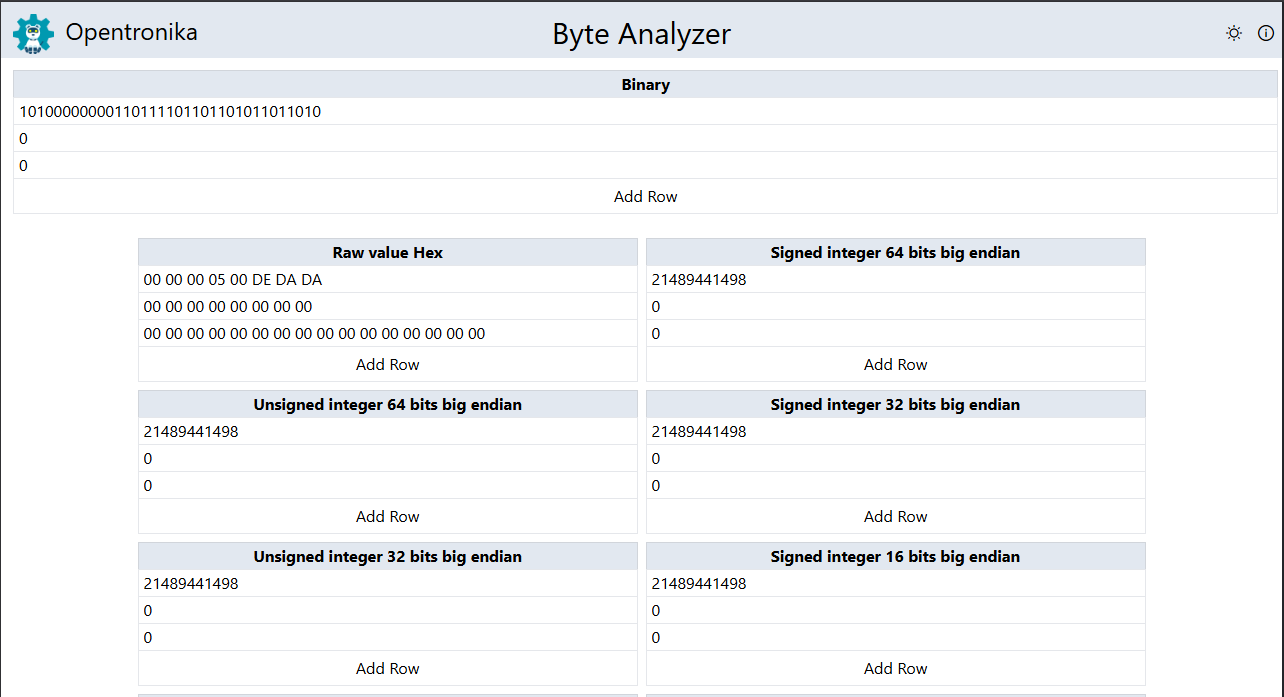 Opentronika
Byte Analyzer
Binary
10100000000110111101101101011011010
0
0
Add Row
Raw value Hex
00 00 00 05 00 DE DA DA
00 00 00 00 00 00 00 00
00 00 00 00 00 00 00 00 00 00 00 00 00 00 00 00
Add Row
Signed integer 64 bits big endian
21489441498
0
0
Add Row
Unsigned integer 64 bits big endian
21489441498
0
0
Add Row
Signed integer 32 bits big endian
21489441498
0
0
Add Row
Unsigned integer 32 bits big endian
21489441498
0
0
Add Row
Signed integer 16 bits big endian
21489441498
0
0
Add Row